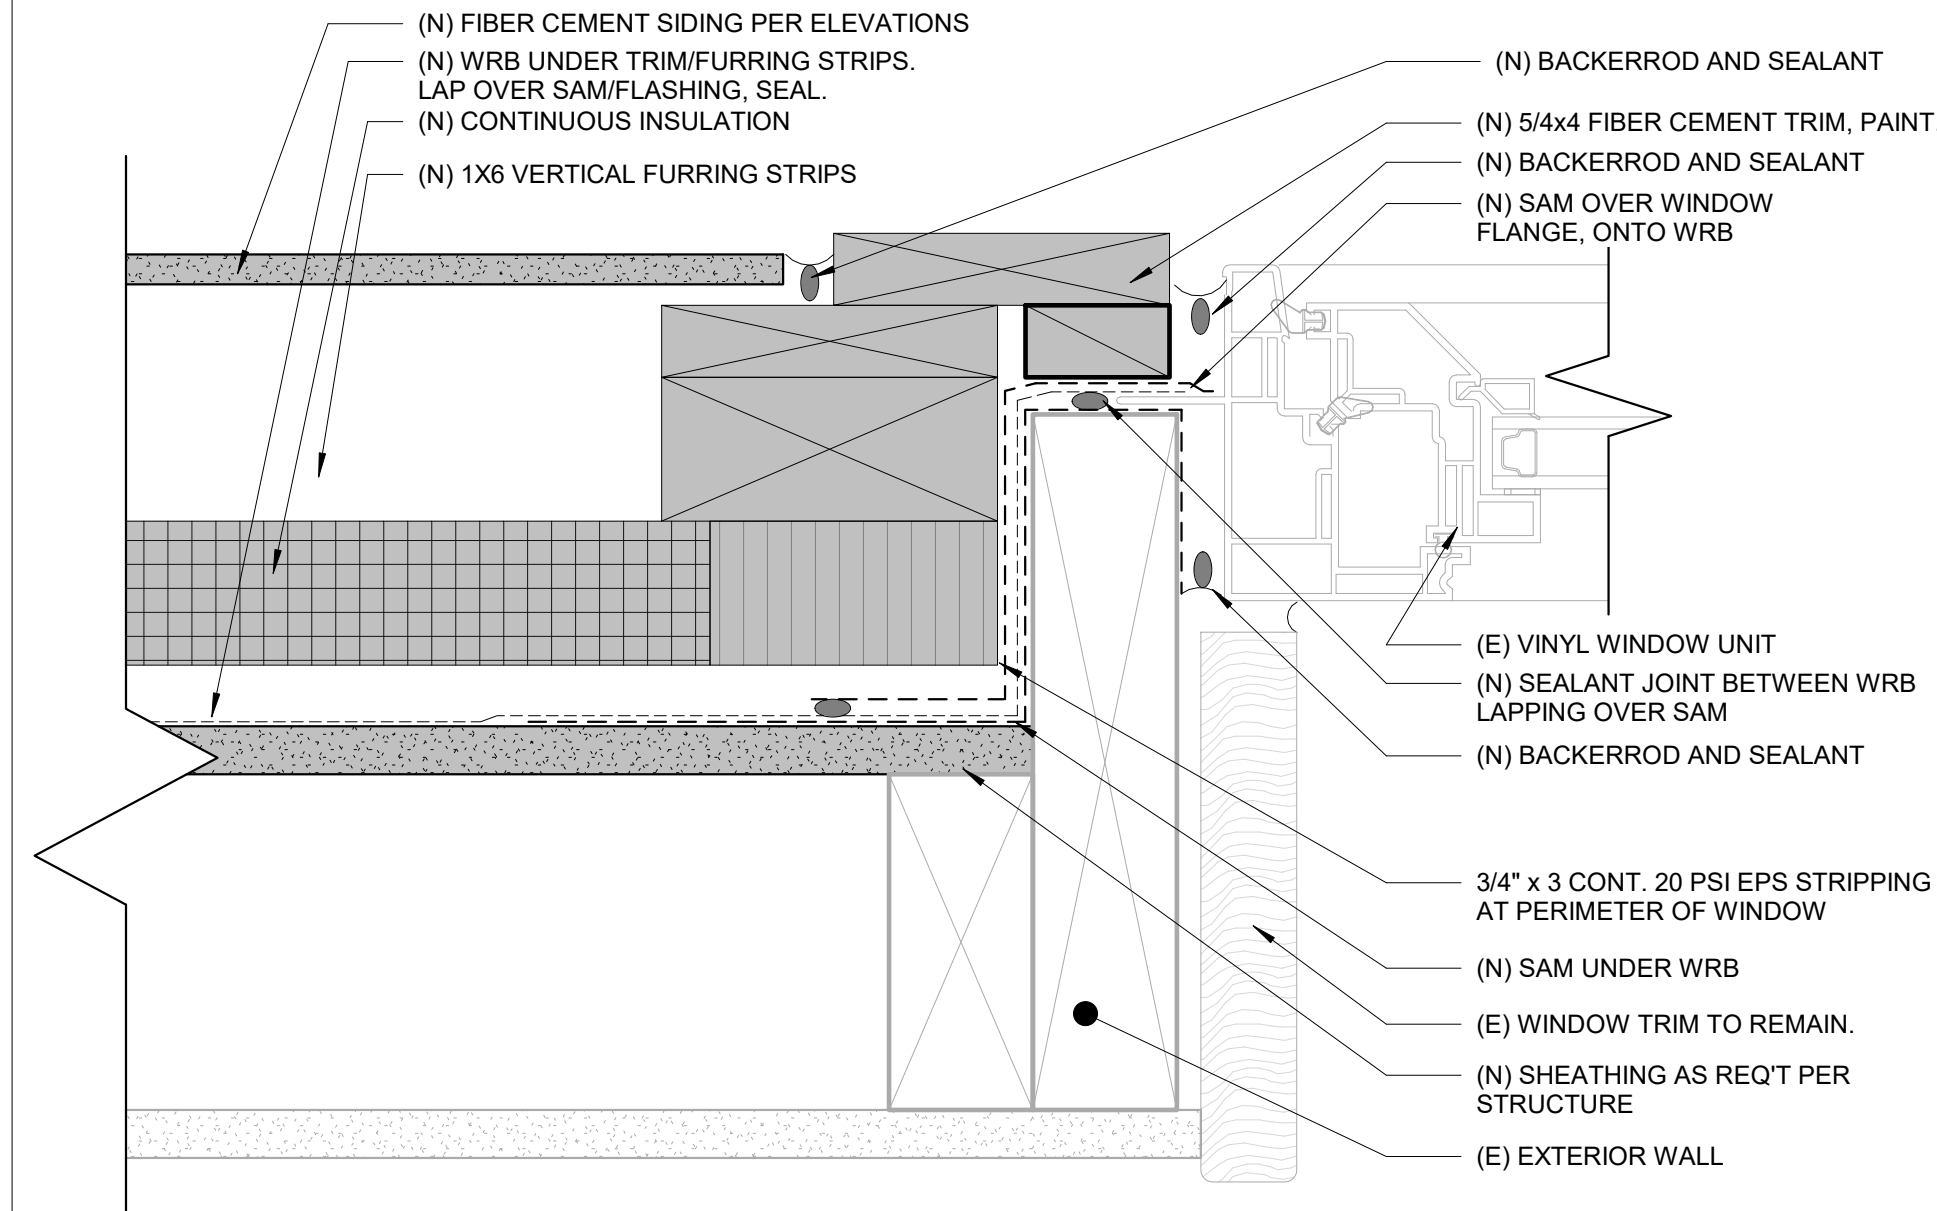 (N) FIBER CEMENT SIDING PER ELEVATIONS
(N) WRB UNDER TRIM/FURRING STRIPS.
LAP OVER SAM/FLASHING, SEAL.
(N) CONTINUOUS INSULATION
(N) 1X6 VERTICAL FURRING STRIPS
(N) BACKERROD AND SEALANT
(N) 5/4x4 FIBER CEMENT TRIM, PAINT.
(N) BACKERROD AND SEALANT
(N) SAM OVER WINDOW
FLANGE, ONTO WRB
(E) VINYL WINDOW UNIT
(N) SEALANT JOINT BETWEEN WRB
LAPPING OVER SAM
(N) BACKERROD AND SEALANT
3/4" x 3 CONT. 20 PSI EPS STRIPPING
AT PERIMETER OF WINDOW
(N) SAM UNDER WRB
(E) WINDOW TRIM TO REMAIN.
(N) SHEATHING AS REQ'T PER
STRUCTURE
(E) EXTERIOR WALL